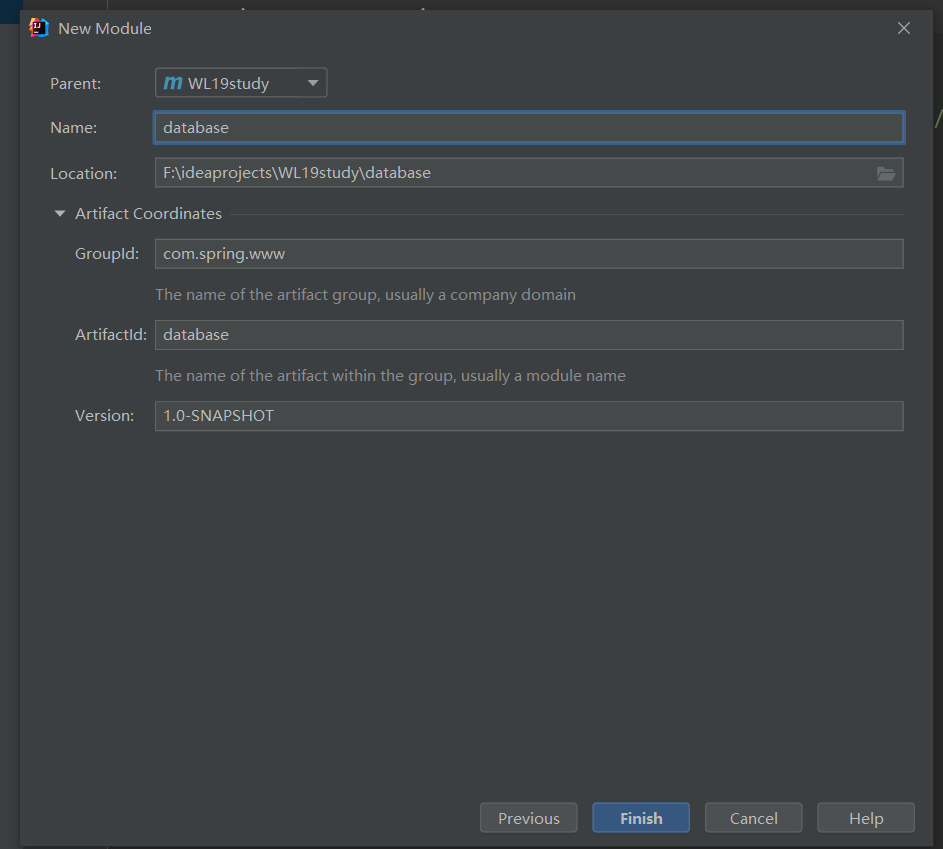 New Module
Parent: m WL19study
Name: database
Location: F:\ideaprojects\WL19study\database
Artifact Coordinates
GroupId: com.spring.www
The name of the artifact group, usually a company domain
ArtifactId: database
The name of the artifact within the group, usually a module name
Version: 1.0-SNAPSHOT
Previous Finish Cancel Help